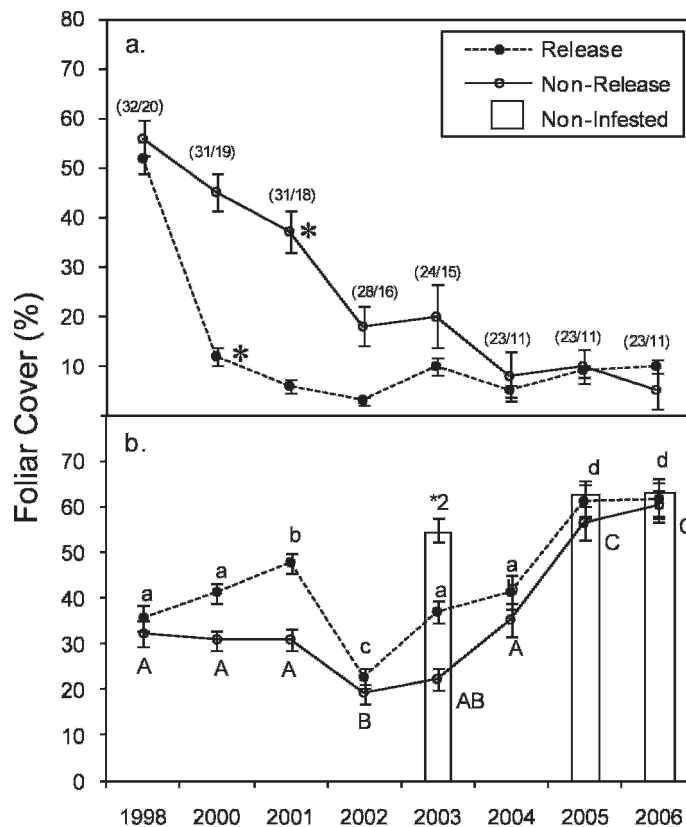 80
a.
Release
Non-Release
Non-Infested
70
60
(32/20)
(31/19)
(31/18)
50
40
*
30
(28/16)
(24/15)
20
(23/11)
(23/11)
(23/11)
*
10
Foliar Cover (%)
b.
70
d
d
60
*2
C
C
50
b
a
a
40
a
a
a
30
A
A
A
A
c
20
B
AB
10
0
1998 2000 2001 2002 2003 2004 2005 2006